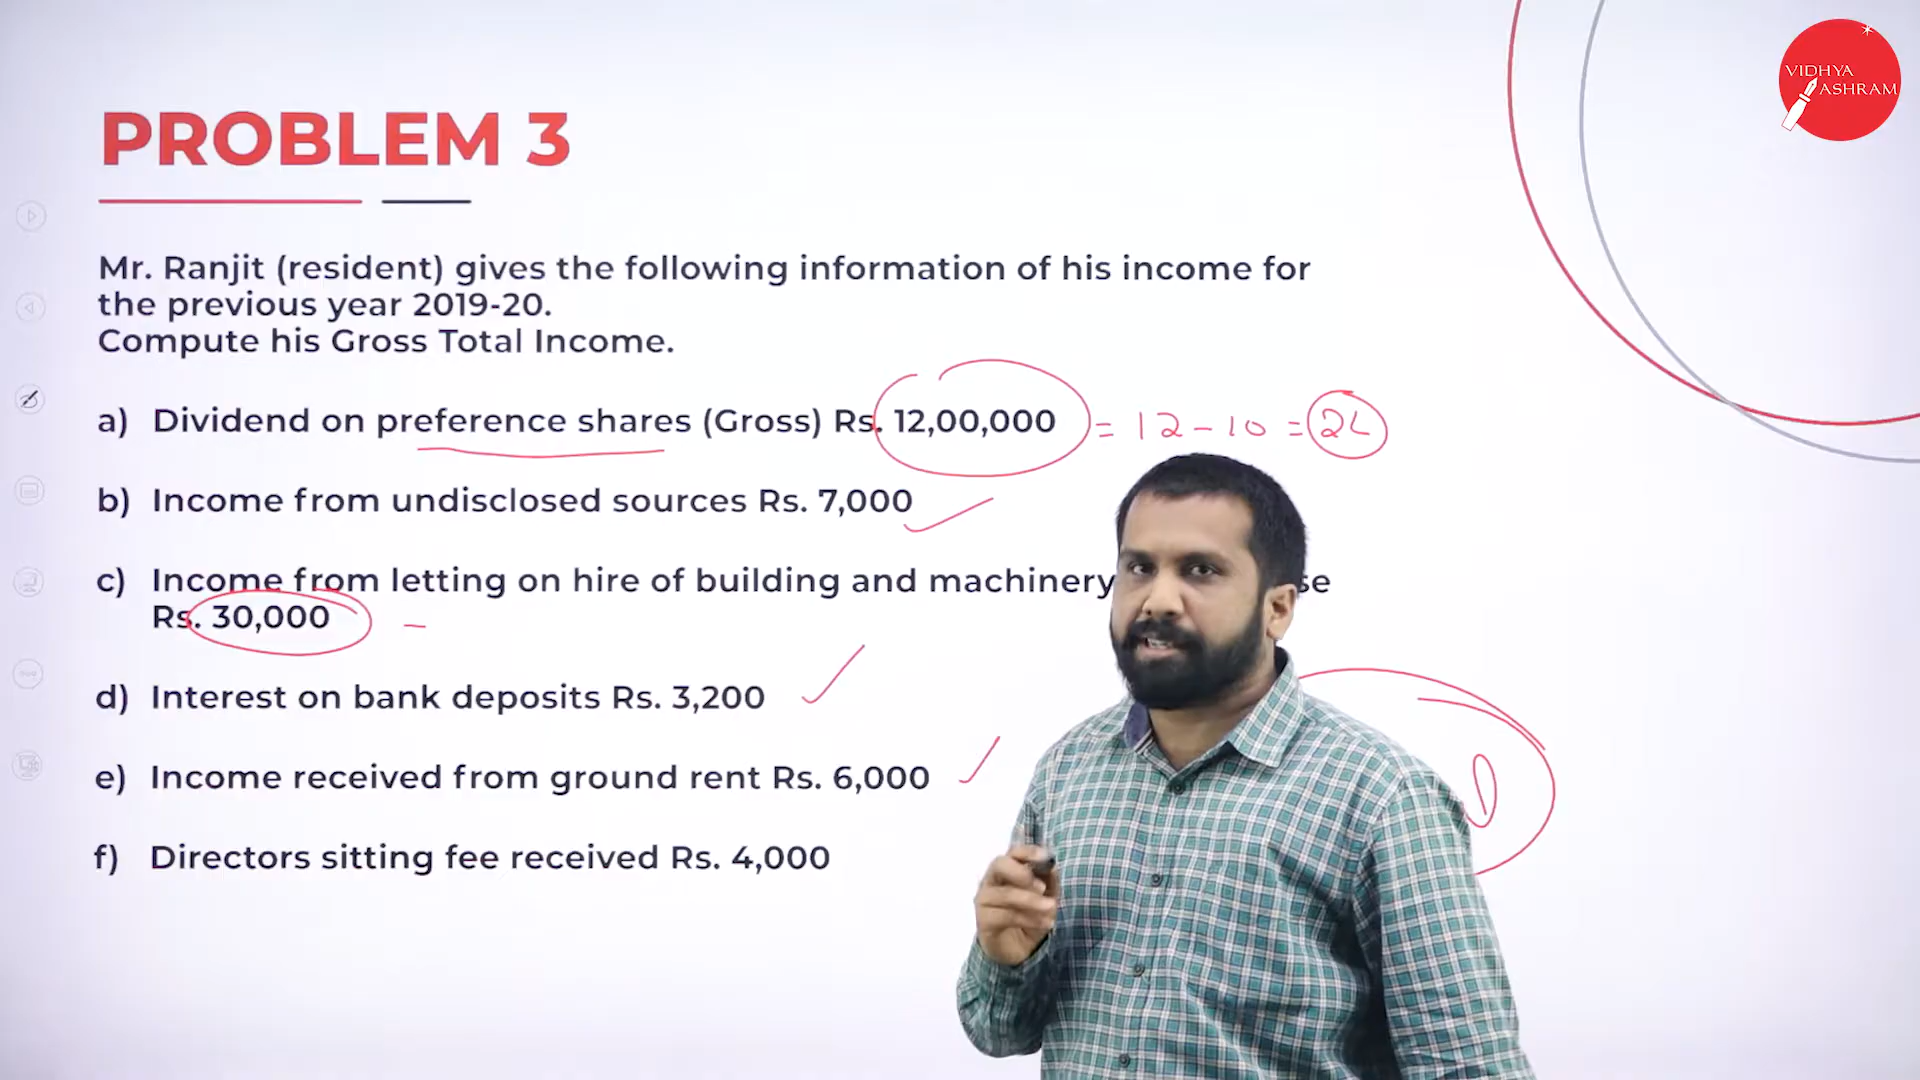 VIDHYA
ASHRAM
PROBLEM 3
Mr. Ranjit (resident) gives the following information of his income for
the previous year 2019-20.
Compute his Gross Total Income.
a) Dividend on preference shares (Gross) Rs. 12,00,000 = 12 - 10 = 2L
b) Income from undisclosed sources Rs. 7,000
c) Income from letting on hire of building and machinery
Rs. 30,000 -
d) Interest on bank deposits Rs. 3,200
e) Income received from ground rent Rs. 6,000
f) Directors sitting fee received Rs. 4,000